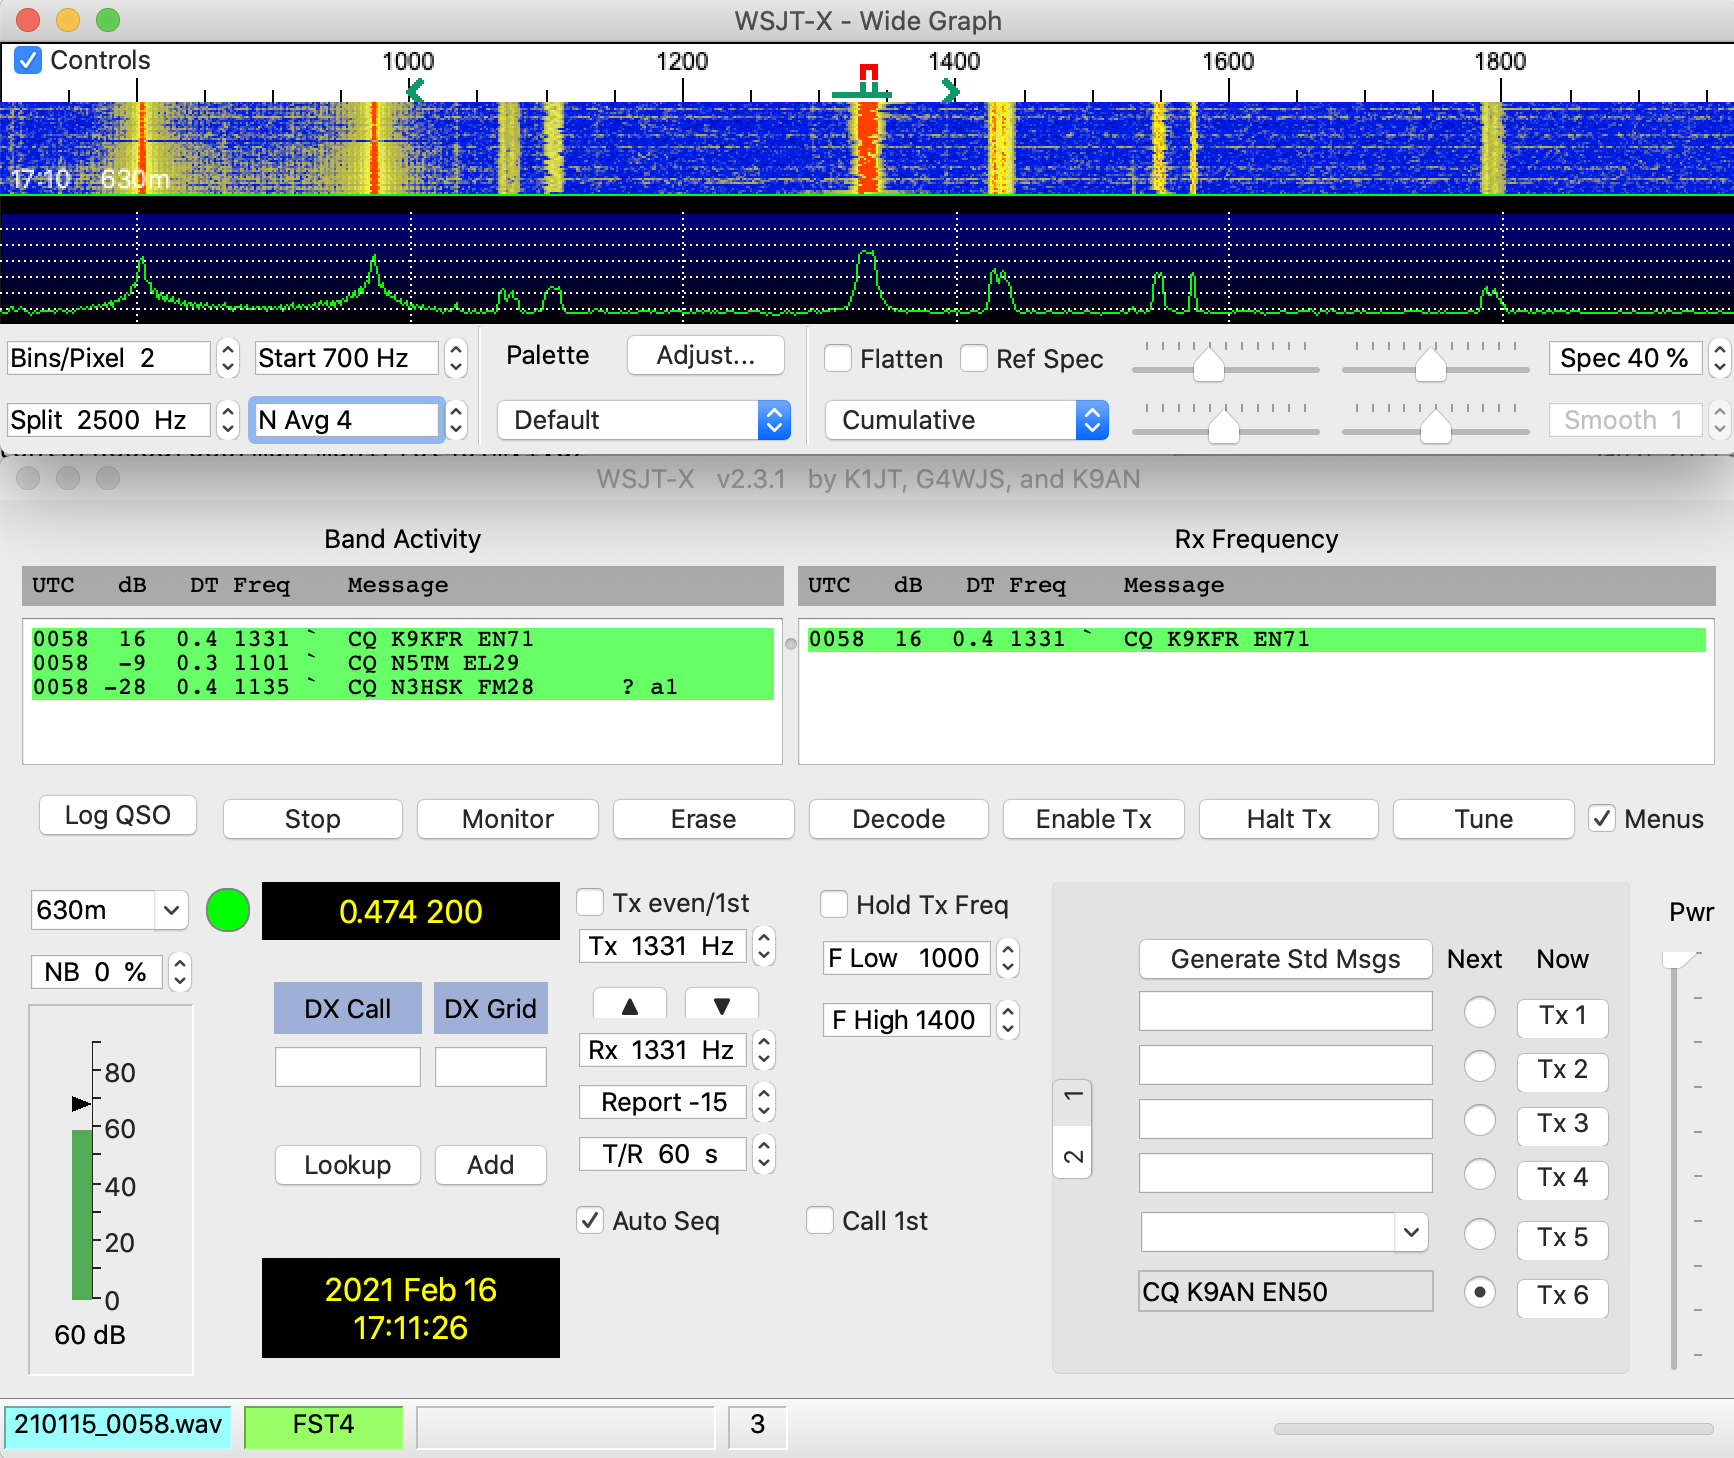 WSJT-X - Wide Graph
Controls 1000 1200 1400 1600 1800
17:10 630m
Bins/Pixel 2 Start 700 Hz Palette Adjust... Flatten Ref Spec Spec 40 %
Split 2500 Hz N Avg 4 Default Cumulative Smooth 1
WSJT-X v2.3.1 by K1JT, G4WJS, and K9AN
Band Activity Rx Frequency
UTC dB DT Freq Message UTC dB DT Freq Message
0058 16 0.4 1331 ` CQ K9KFR EN71 0058 16 0.4 1331 ` CQ K9KFR EN71
0058 -9 0.3 1101 ` CQ N5TM EL29
0058 -28 0.4 1135 ` CQ N3HSK FM28 ? a1
Log QSO Stop Monitor Erase Decode Enable Tx Halt Tx Tune Menus
630m 0.474 200 Tx even/1st Hold Tx Freq Pwr
Tx 1331 Hz F Low 1000 Generate Std Msgs Next Now
NB 0 % DX Call DX Grid Tx 1
F High 1400
Rx 1331 Hz Tx 2
80 Report -15 1 Tx 3
60 Lookup Add T/R 60 s 2 Tx 4
40
20 Auto Seq Call 1st Tx 5
0 2021 Feb 16 CQ K9AN EN50 Tx 6
60 dB 17:11:26
210115_0058.wav FST4 3